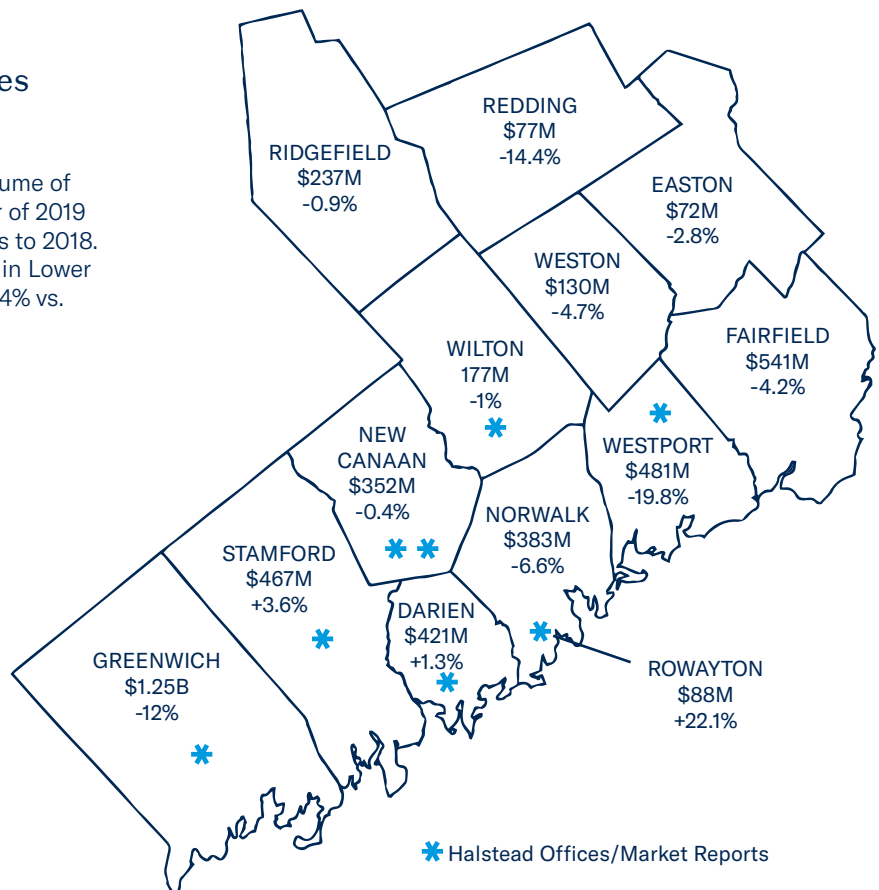 es
ume of
r of 2019
s to 2018.
in Lower
4% vs.
REDDING
$77M
-14.4%
RIDGEFIELD
$237M
-0.9%
EASTON
$72M
-2.8%
WESTON
$130M
-4.7%
FAIRFIELD
$541M
-4.2%
WILTON
177M
-1%
NEW
CANAAN
$352M
-0.4%
WESTPORT
$481M
-19.8%
NORWALK
$383M
-6.6%
STAMFORD
$467M
+3.6%
DARIEN
$421M
+1.3%
GREENWICH
$1.25B
-12%
ROWAYTON
$88M
+22.1%
Halstead Offices/Market Reports